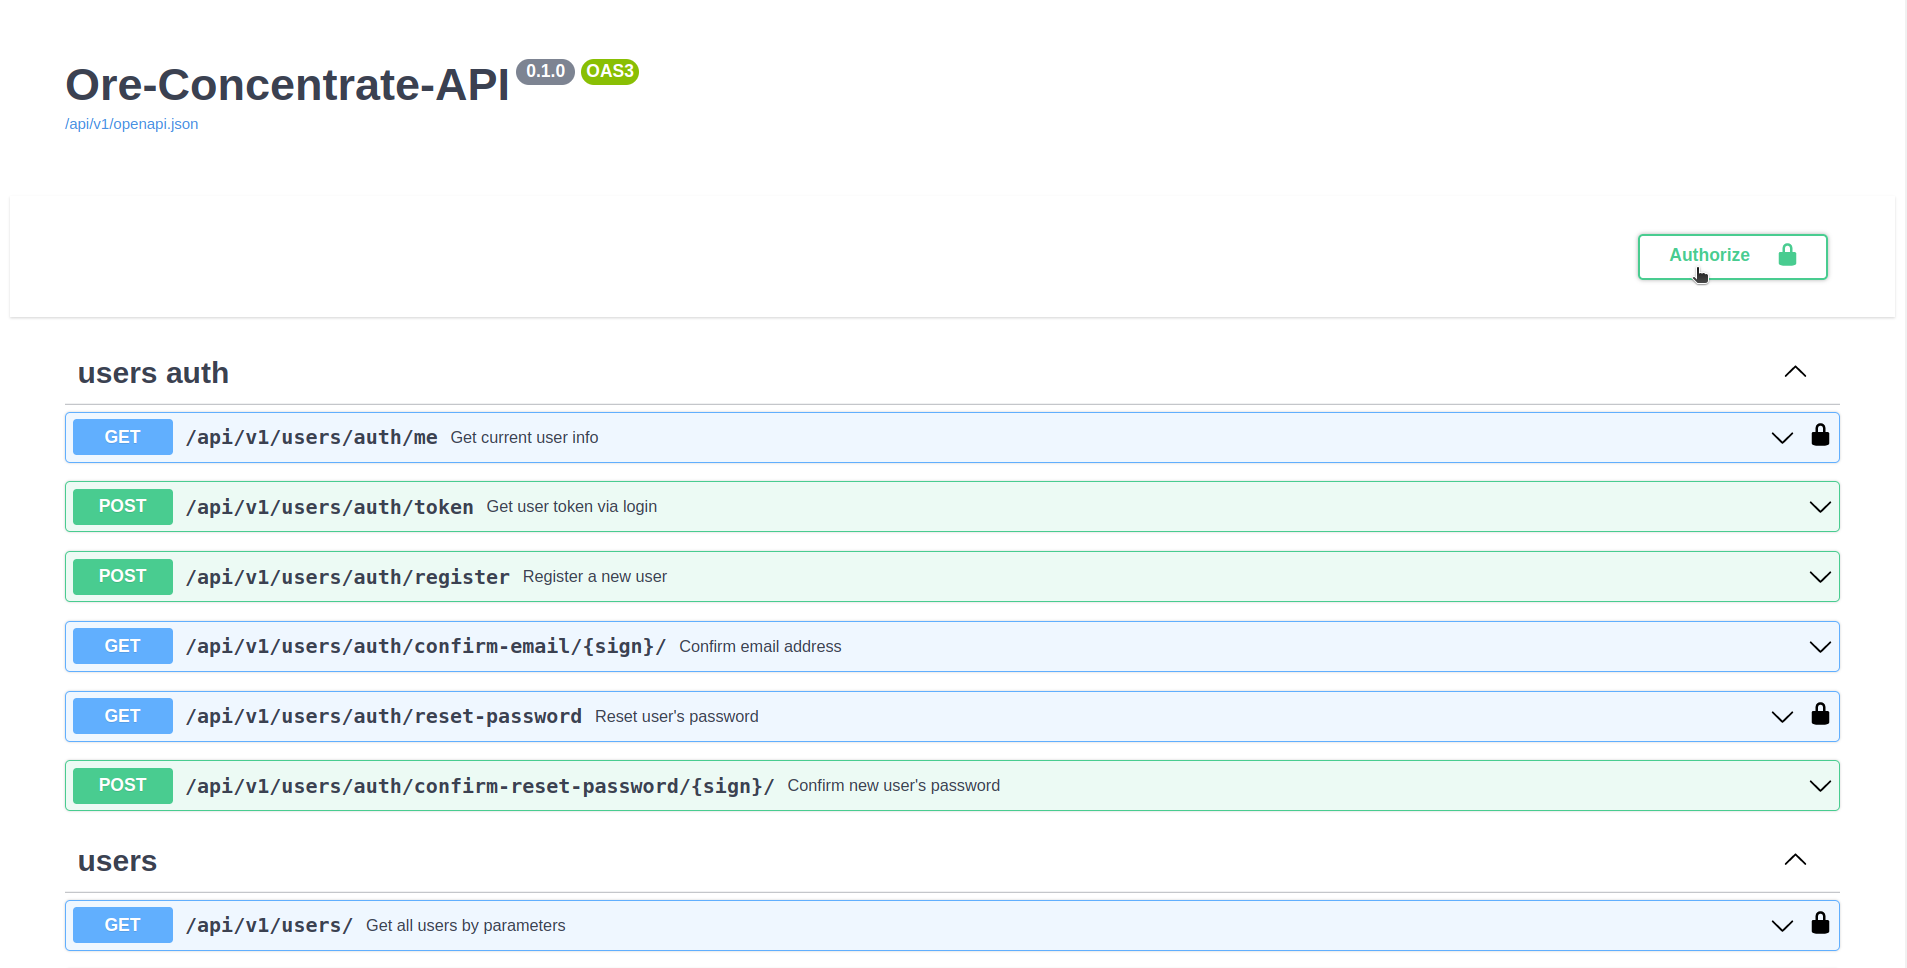 Ore-Concentrate-API 0.1.0 OAS3
/api/v1/openapi.json
Authorize
users auth
GET /api/v1/users/auth/me Get current user info
POST /api/v1/users/auth/token Get user token via login
POST /api/v1/users/auth/register Register a new user
GET /api/v1/users/auth/confirm-email/{sign}/ Confirm email address
GET /api/v1/users/auth/reset-password Reset user's password
POST /api/v1/users/auth/confirm-reset-password/{sign}/ Confirm new user's password
users
GET /api/v1/users/ Get all users by parameters